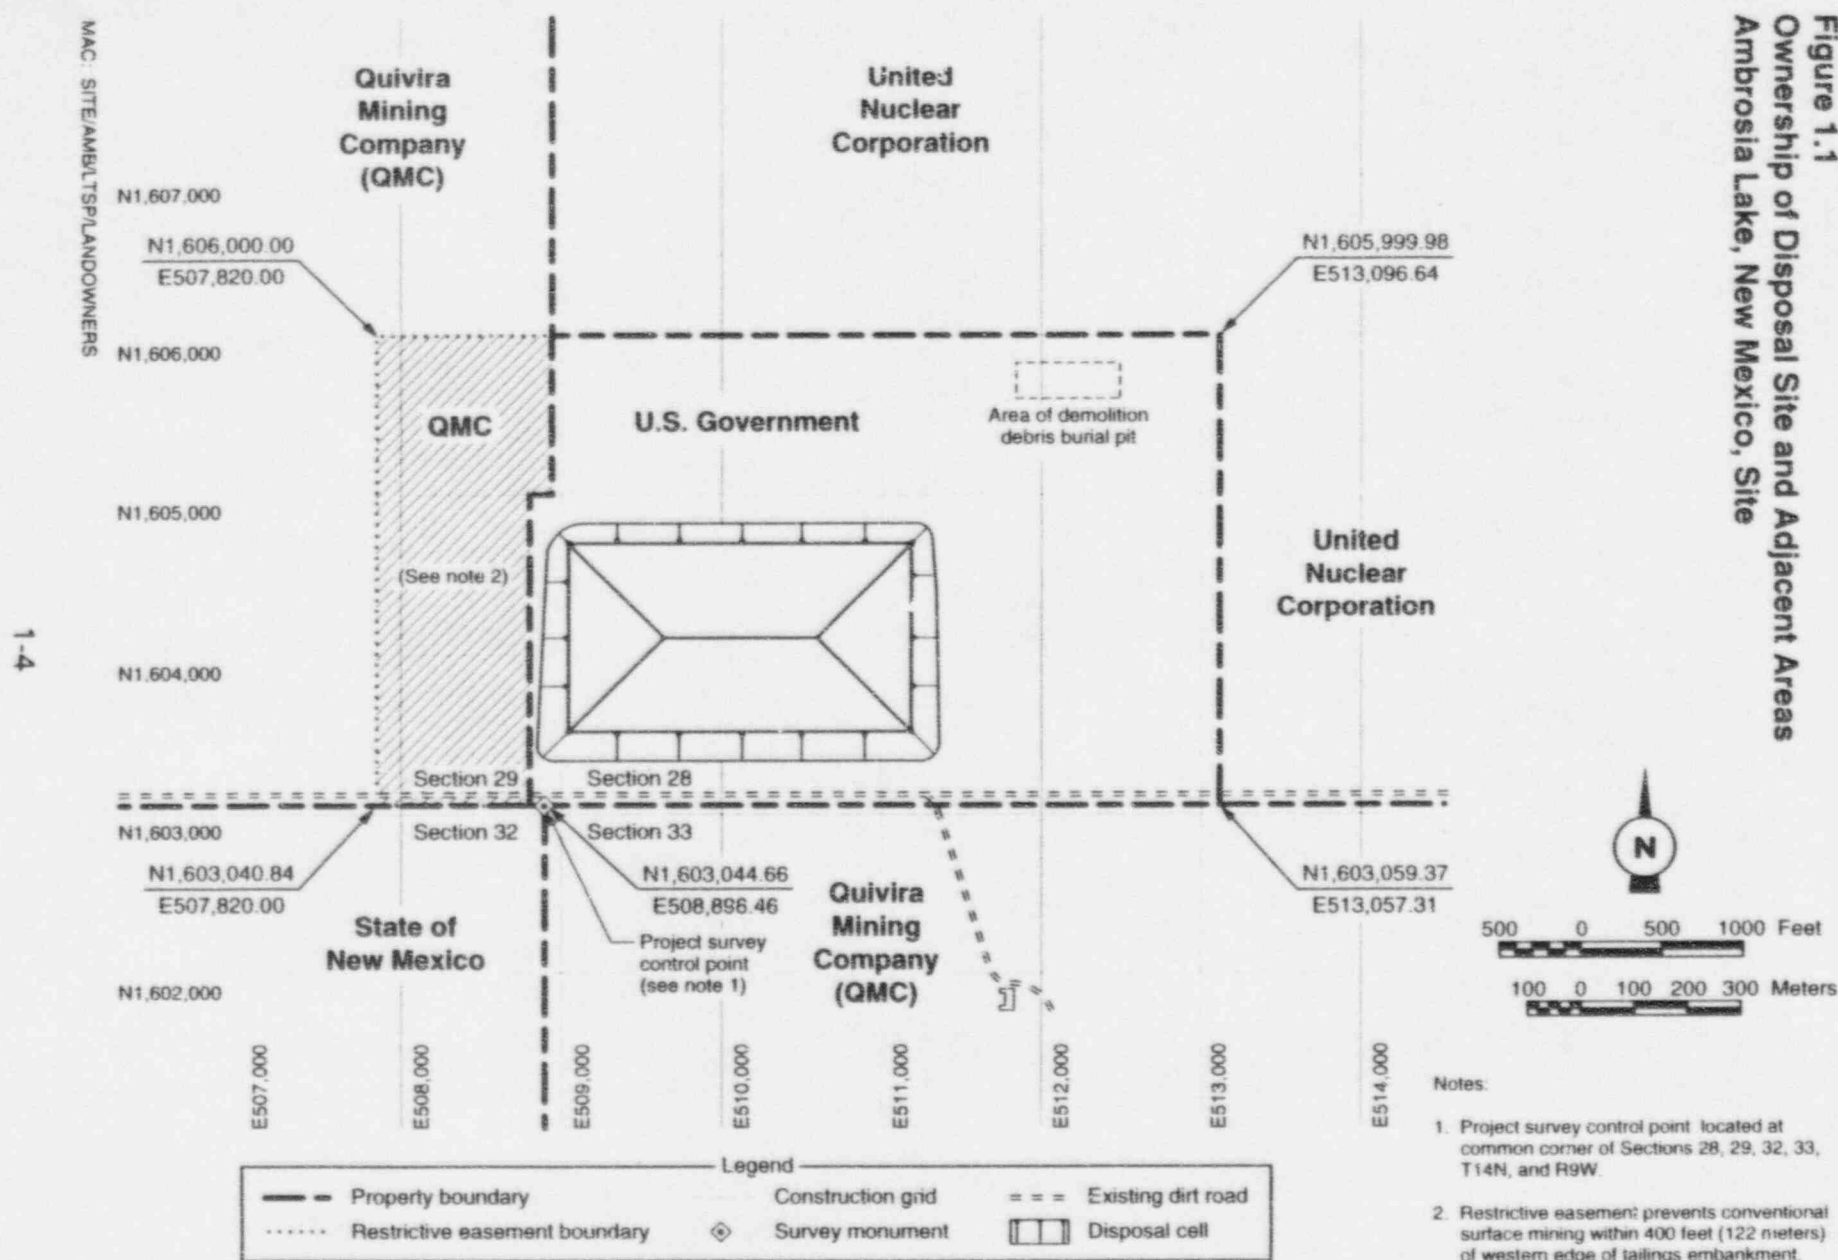 Figure 1.1
Ownership of Disposal Site and Adjacent Areas
Ambrosia Lake, New Mexico, Site
MAC: SITE/AMB/LTSP/LANDOWNERS
1-4
Quivira
Mining
Company
(QMC)
United
Nuclear
Corporation
N1,607,000
N1,606,000.00
E507,820.00
N1,605,999.98
E513,096.64
N1,606,000
QMC
U.S. Government
Area of demolition
debris burial pit
N1,605,000
(See note 2)
United
Nuclear
Corporation
N1,604,000
Section 29
Section 28
N1,603,000
Section 32
Section 33
N1,603,040.84
E507,820.00
N1,603,044.66
E508,896.46
N1,603,059.37
E513,057.31
State of
New Mexico
Project survey
control point
(see note 1)
Quivira
Mining
Company
(QMC)
N1,602,000
N
500 0 500 1000 Feet
100 0 100 200 300 Meters
E507,000
E508,000
E509,000
E510,000
E511,000
E512,000
E513,000
E514,000
Legend
Property boundary
Construction grid
Existing dirt road
Restrictive easement boundary
Survey monument
Disposal cell
Notes:
1. Project survey control point located at
common corner of Sections 28, 29, 32, 33,
T14N, and R9W.
2. Restrictive easement prevents conventional
surface mining within 400 feet (122 meters)
of western edge of tailings embankment